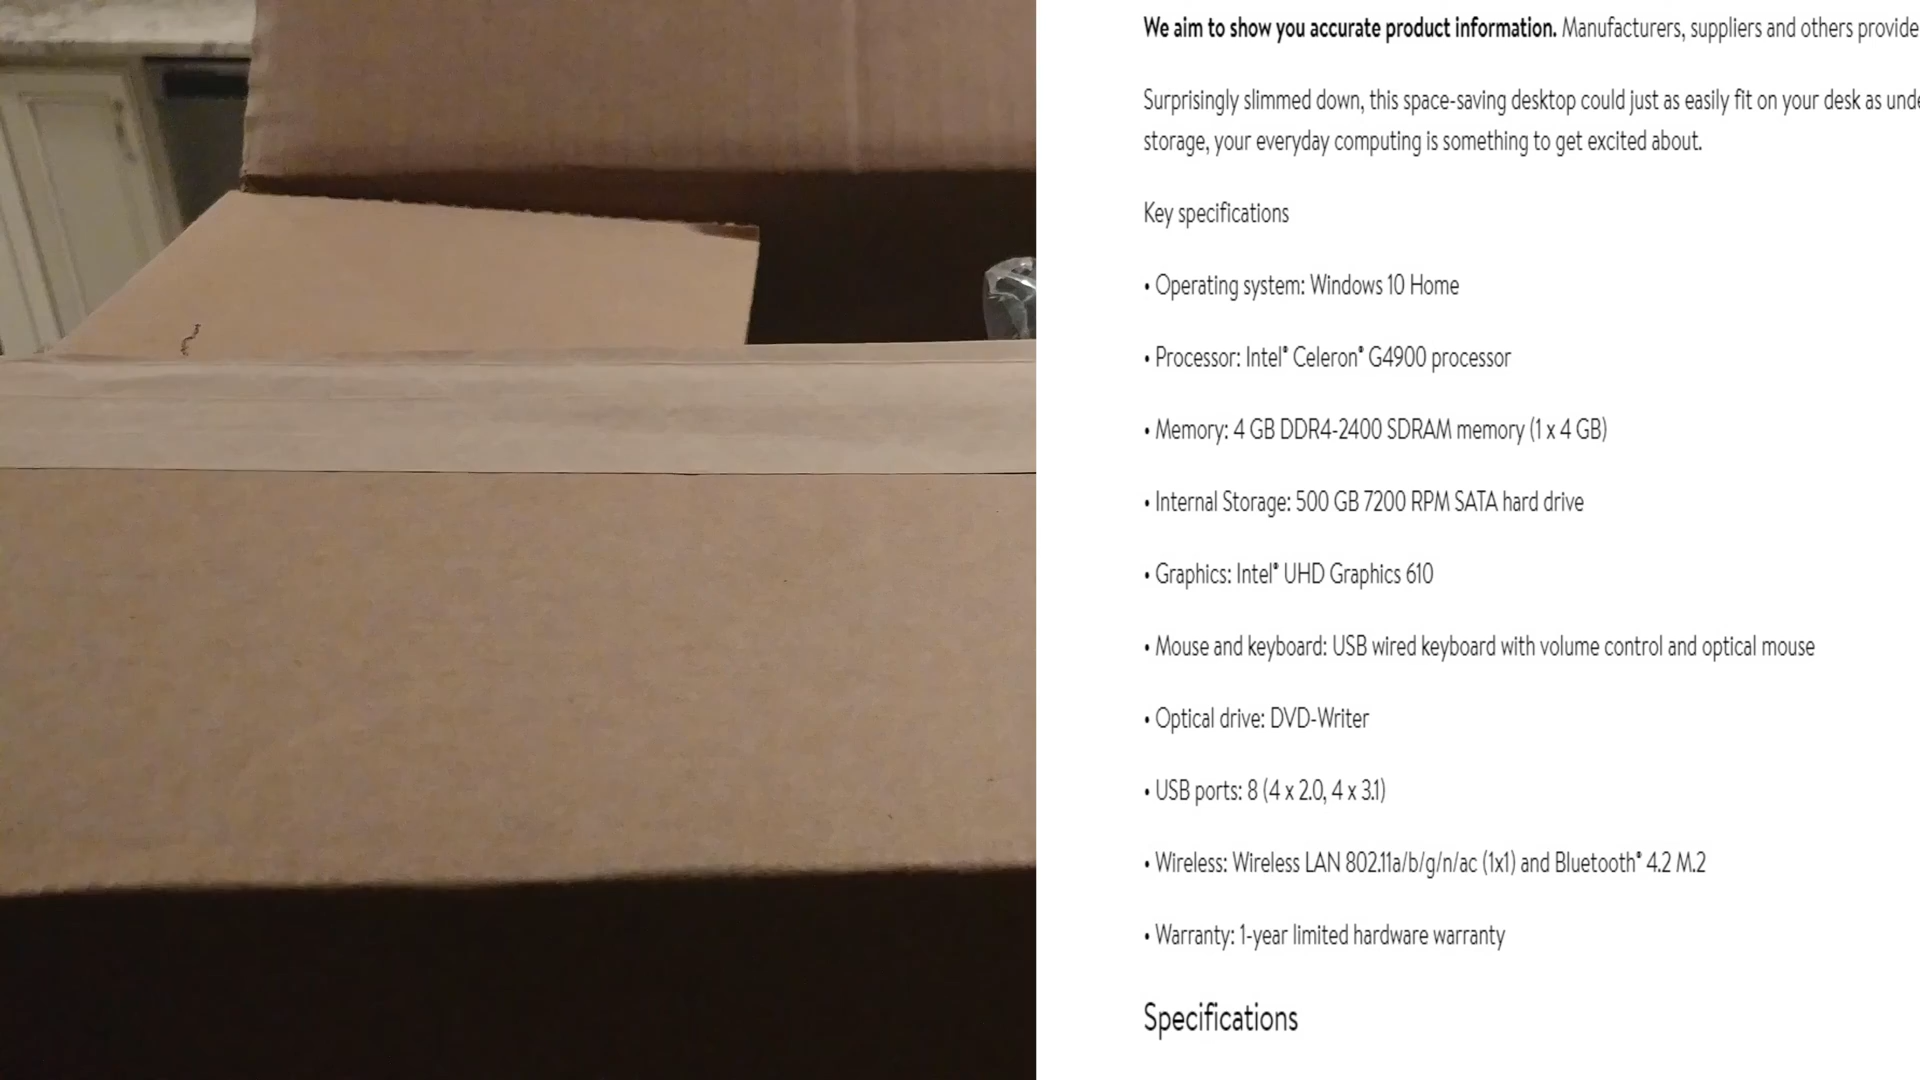 We aim to show you accurate product information. Manufacturers, suppliers and others provide
Surprisingly slimmed down, this space-saving desktop could just as easily fit on your desk as unde
storage, your everyday computing is something to get excited about.
Key specifications
• Operating system: Windows 10 Home
• Processor: Intel® Celeron® G4900 processor
• Memory: 4 GB DDR4-2400 SDRAM memory (1 x 4 GB)
• Internal Storage: 500 GB 7200 RPM SATA hard drive
• Graphics: Intel® UHD Graphics 610
• Mouse and keyboard: USB wired keyboard with volume control and optical mouse
• Optical drive: DVD-Writer
• USB ports: 8 (4 x 2.0, 4 x 3.1)
• Wireless: Wireless LAN 802.11a/b/g/n/ac (1x1) and Bluetooth® 4.2 M.2
• Warranty: 1-year limited hardware warranty
Specifications